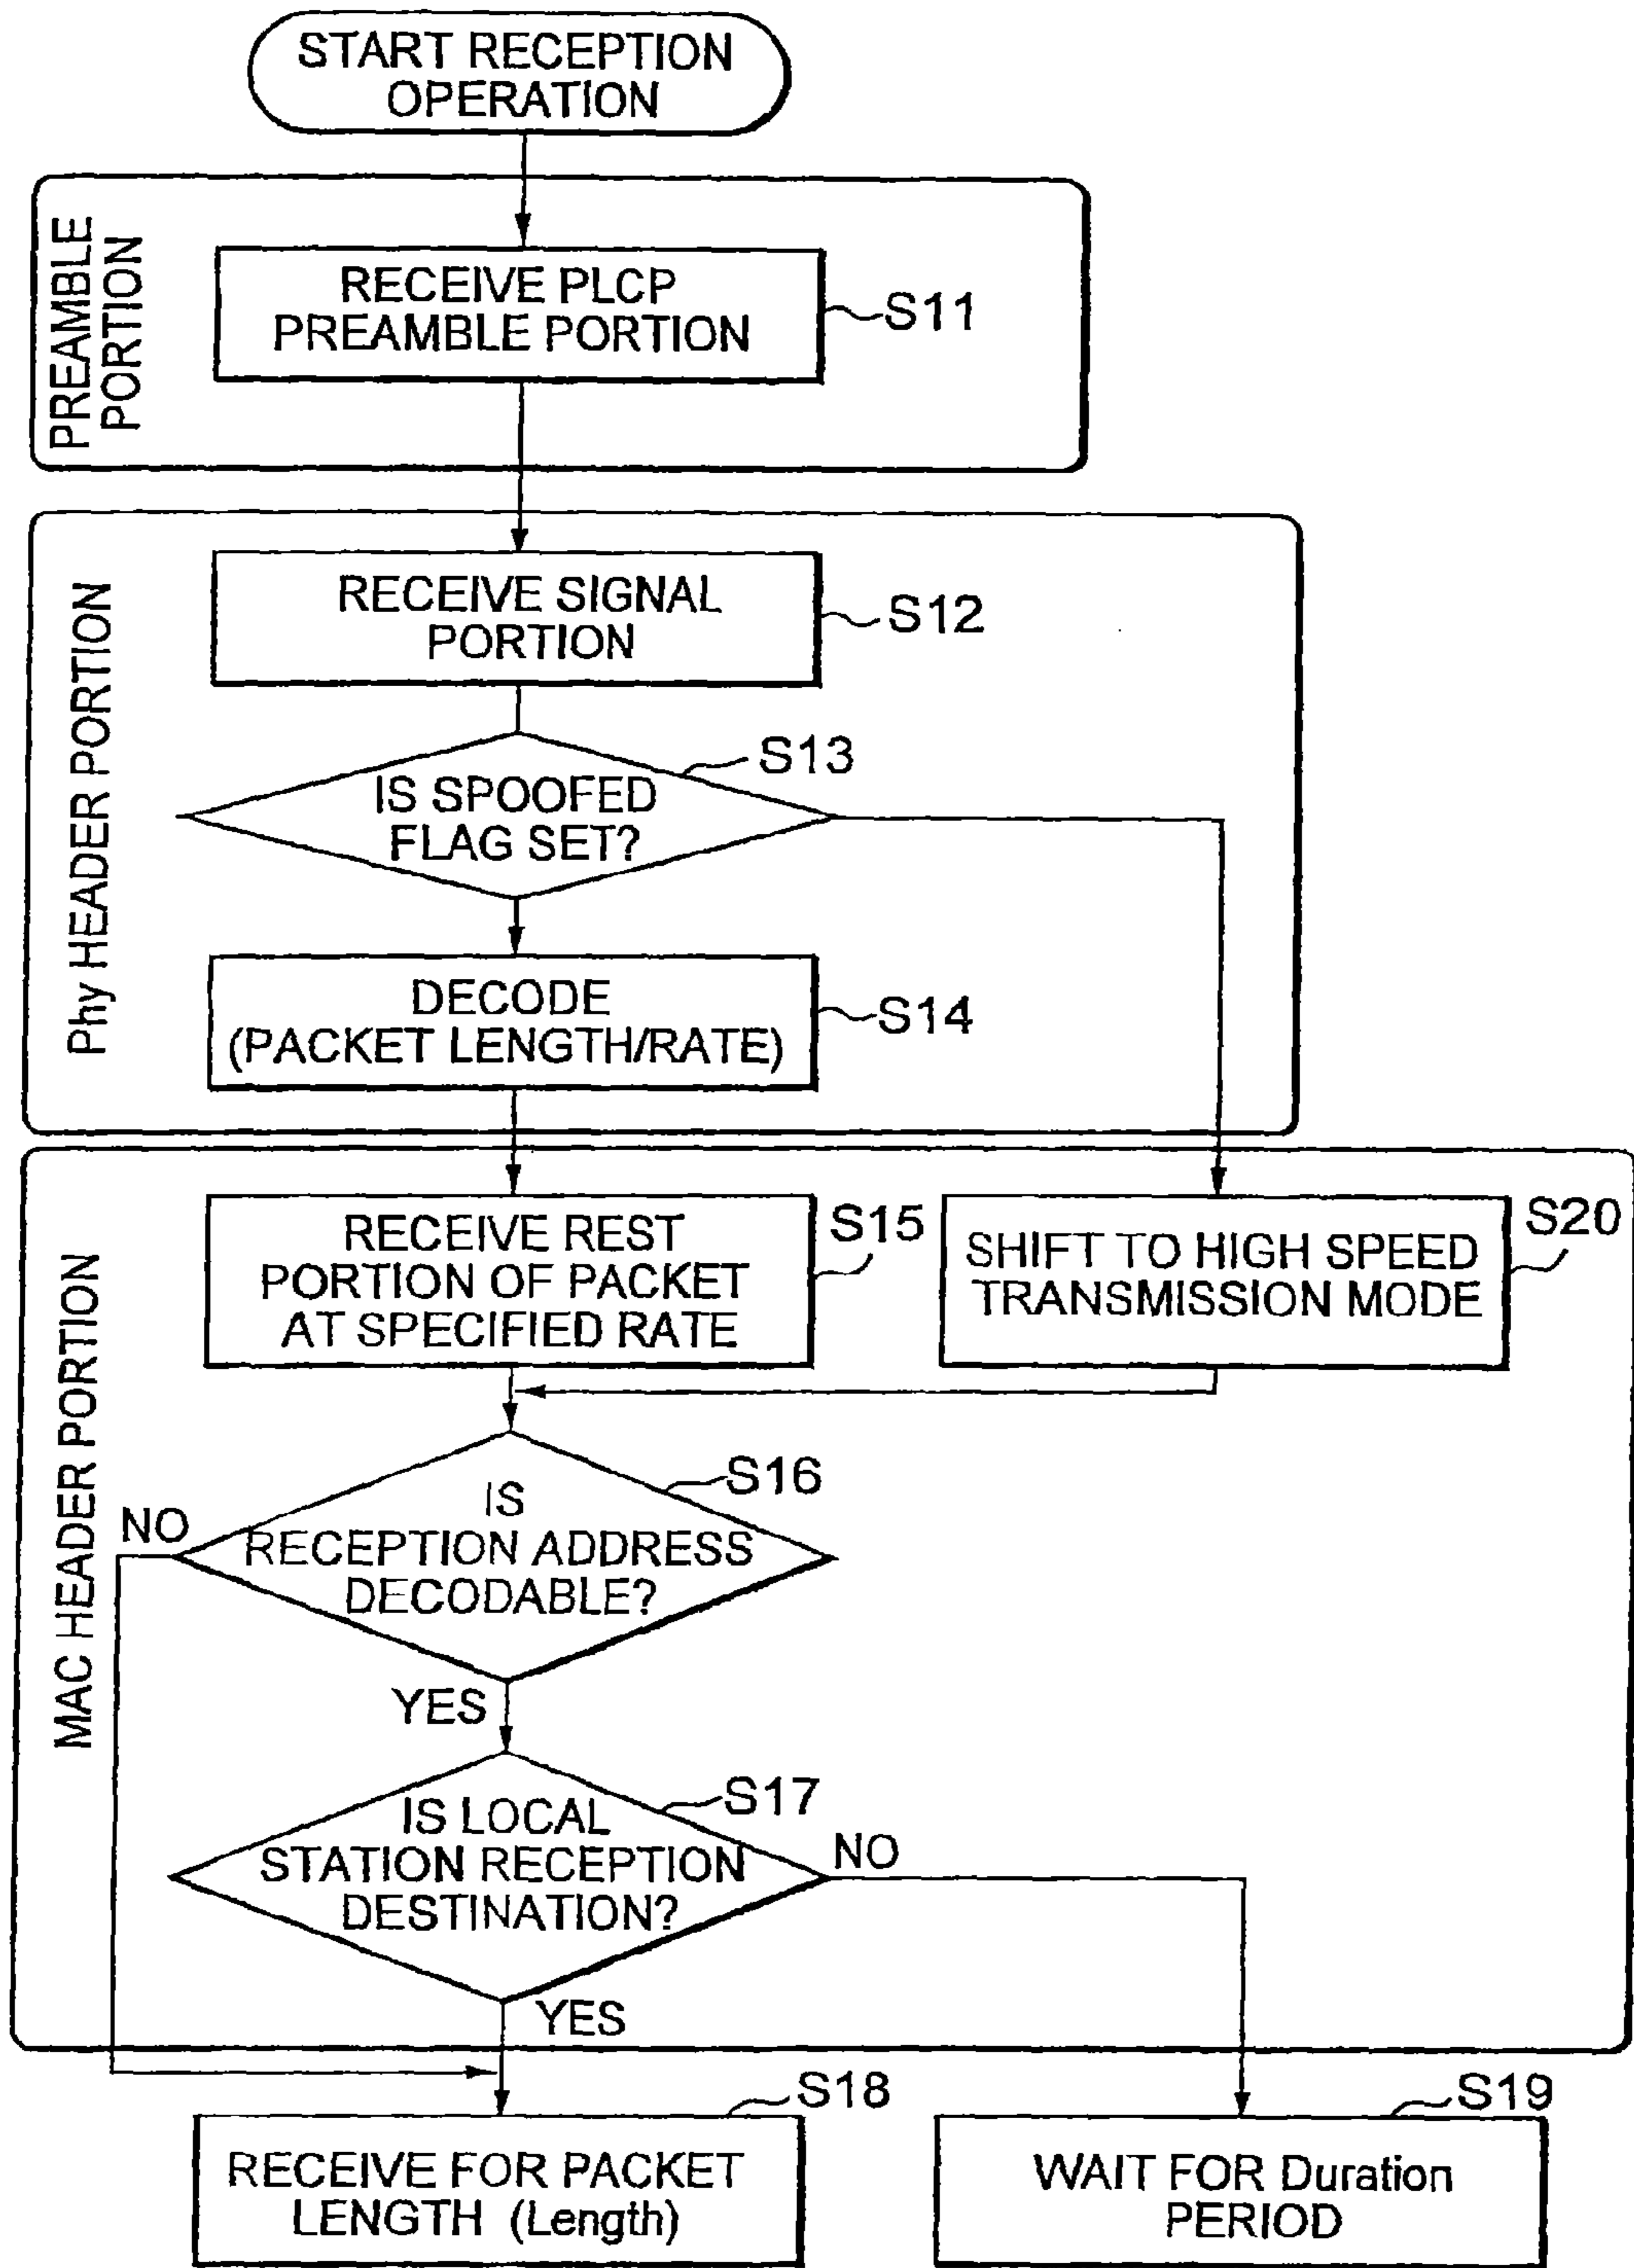 START RECEPTION
OPERATION
PREAMBLE
PORTION
RECEIVE PLCP
PREAMBLE PORTION
S11
Phy HEADER PORTION
RECEIVE SIGNAL
PORTION
S12
S13
IS SPOOFED
FLAG SET?
DECODE
(PACKET LENGTH/RATE)
S14
MAC HEADER PORTION
RECEIVE REST
PORTION OF PACKET
AT SPECIFIED RATE
S15
SHIFT TO HIGH SPEED
TRANSMISSION MODE
S20
S16
IS
RECEPTION ADDRESS
DECODABLE?
NO
YES
S17
IS LOCAL
STATION RECEPTION
DESTINATION?
NO
YES
S18
RECEIVE FOR PACKET
LENGTH (Length)
S19
WAIT FOR Duration
PERIOD